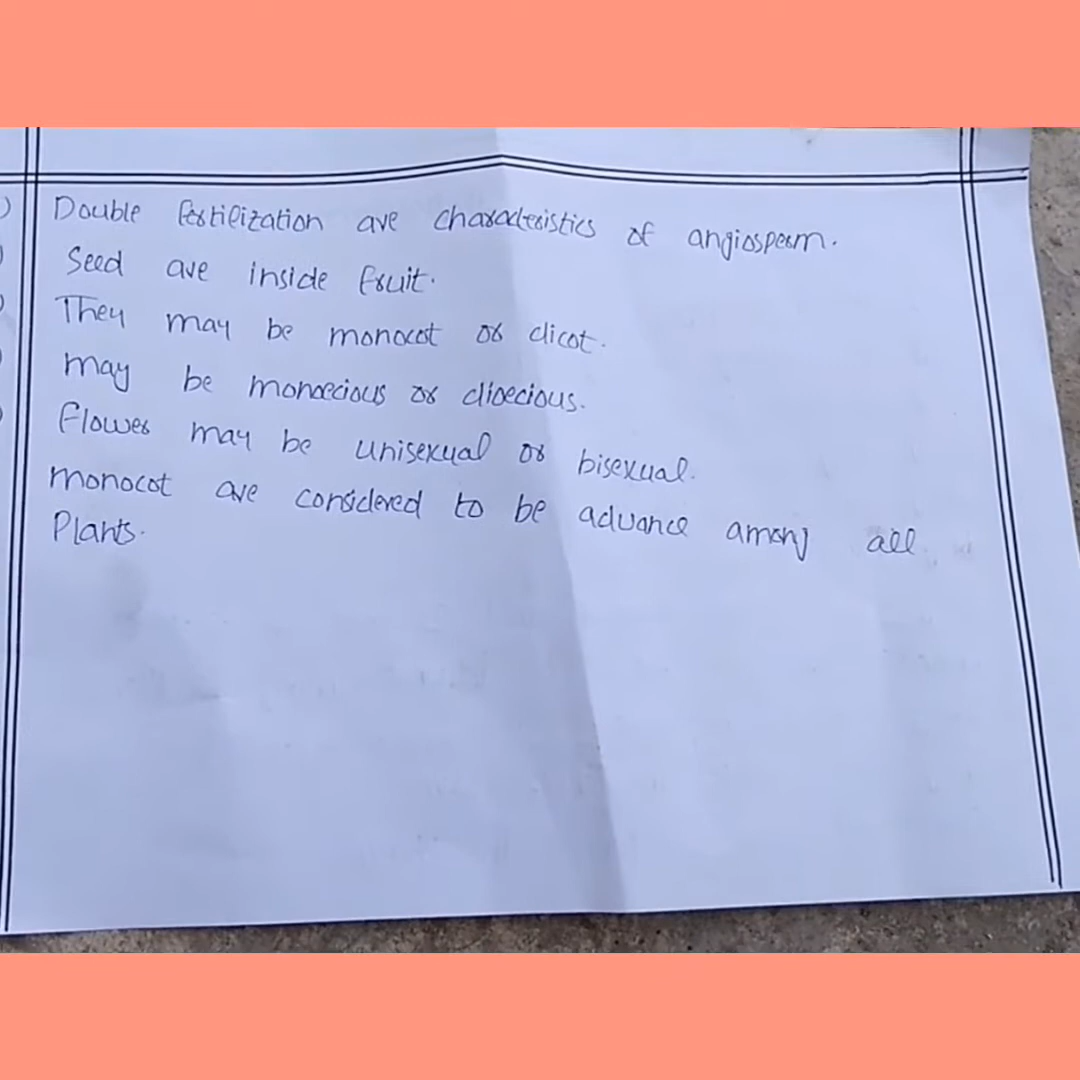 Double fertilization are characteristics of angiosperm.
Seed are inside fruit.
They may be monocot or dicot.
may be monoecious or dioecious.
Flower may be unisexual or bisexual.
monocot are considered to be advance among all
Plants.